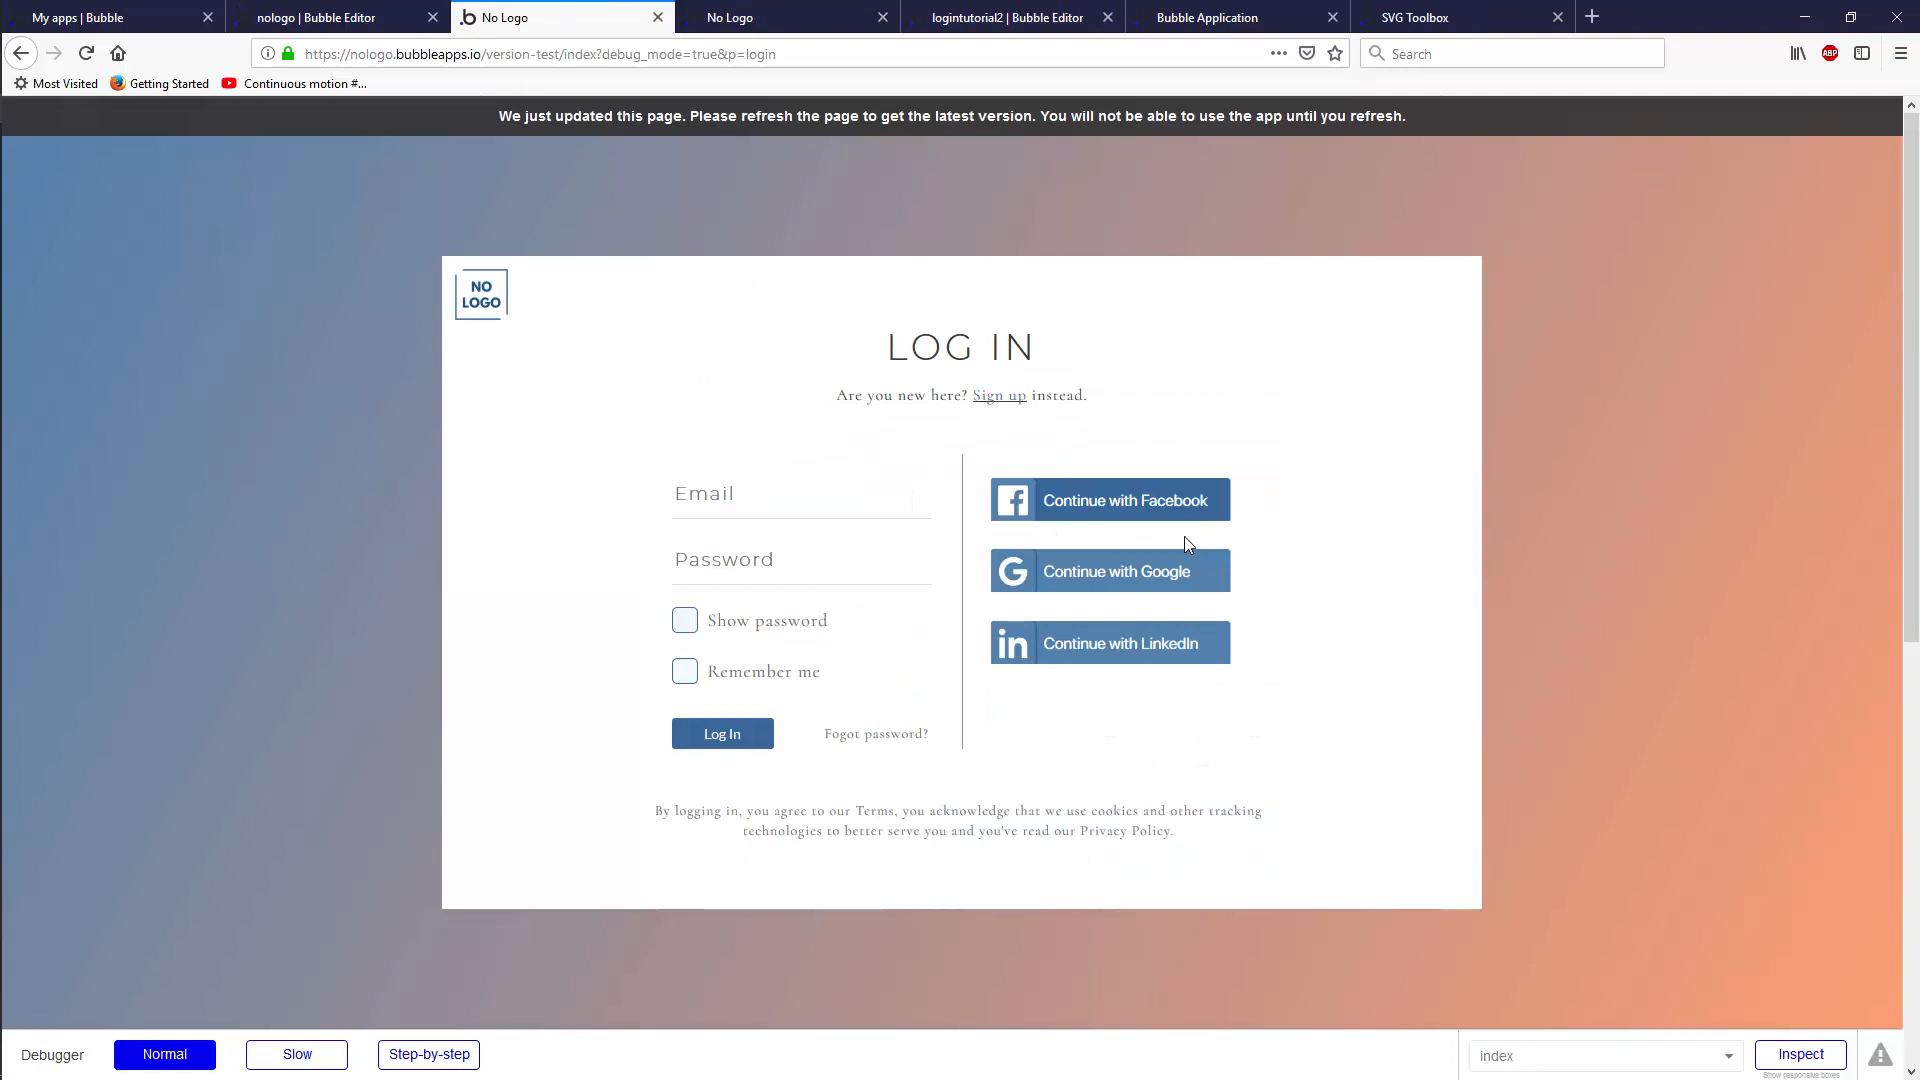 My apps | Bubble
nologo | Bubble Editor
No Logo
No Logo
logintutorial2 | Bubble Editor
Bubble Application
SVG Toolbox
https://nologo.bubbleapps.io/version-test/index?debug_mode=true&p=login
Search
ABP
Most Visited
Getting Started
Continuous motion #...
We just updated this page. Please refresh the page to get the latest version. You will not be able to use the app until you refresh.
NO
LOGO
LOG IN
Are you new here? Sign up instead.
Email
Password
Show password
Remember me
Log In
Fogot password?
Continue with Facebook
Continue with Google
Continue with LinkedIn
By logging in, you agree to our Terms, you acknowledge that we use cookies and other tracking
technologies to better serve you and you've read our Privacy Policy.
Debugger
Normal
Slow
Step-by-step
index
Inspect
Show responsive boxes